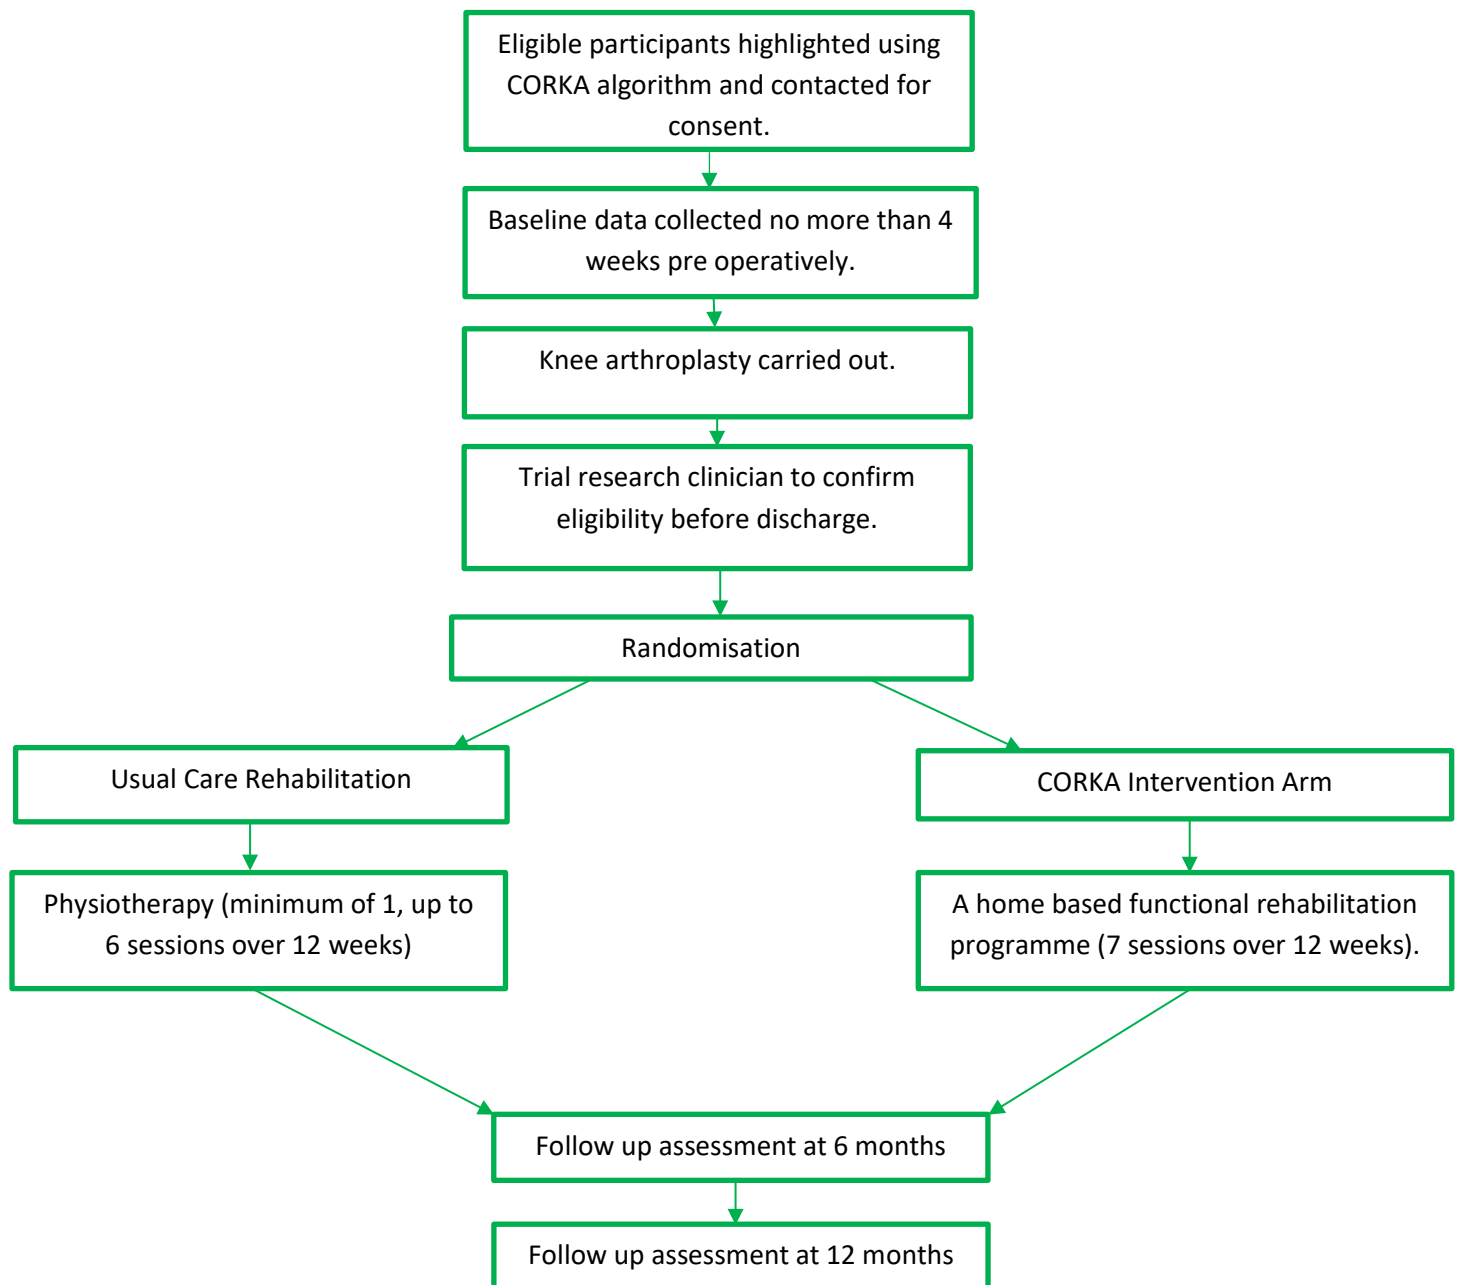 Eligible participants highlighted using
CORKA algorithm and contacted for
consent.
Baseline data collected no more than 4
weeks pre operatively.
Knee arthroplasty carried out.
Trial research clinician to confirm
eligibility before discharge.
Randomisation
Usual Care Rehabilitation
CORKA Intervention Arm
Physiotherapy (minimum of 1, up to
6 sessions over 12 weeks)
A home based functional rehabilitation
programme (7 sessions over 12 weeks).
Follow up assessment at 6 months
Follow up assessment at 12 months